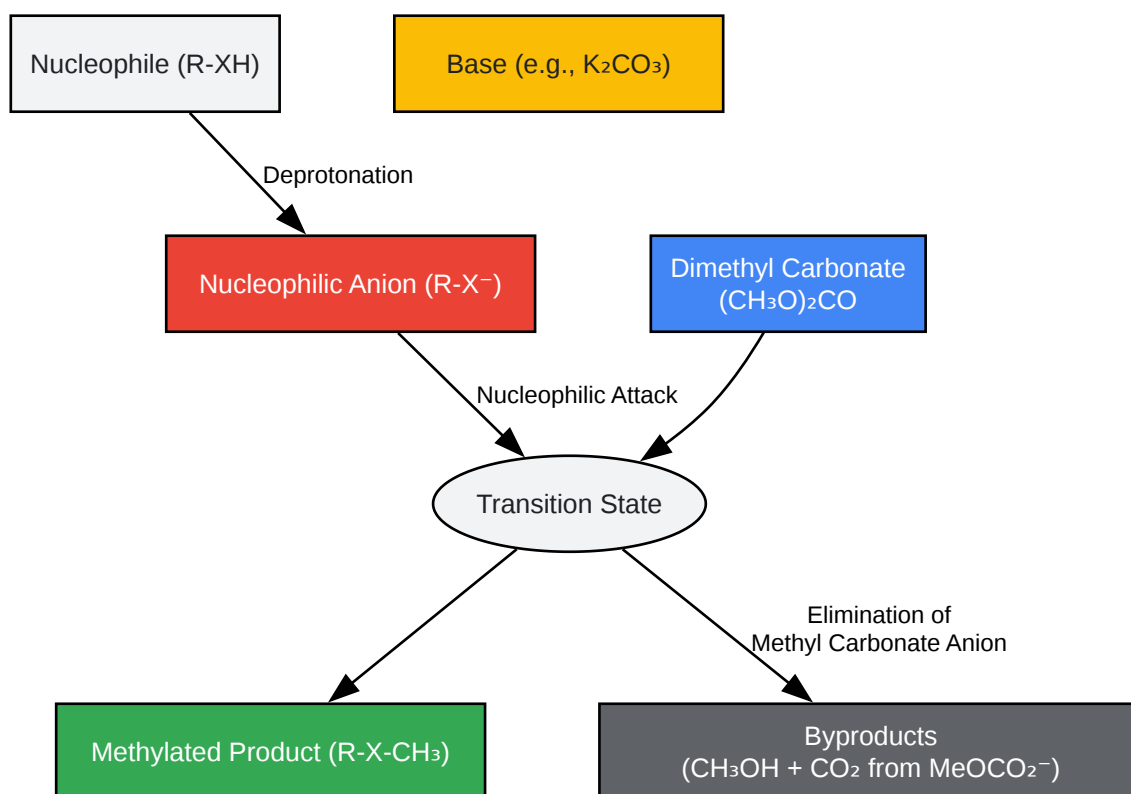 Nucleophile (R-XH)
Base (e.g., K₂CO₃)
Deprotonation
Nucleophilic Anion (R-X⁻)
Dimethyl Carbonate
(CH₃O)₂CO
Nucleophilic Attack
Transition State
Elimination of
Methyl Carbonate Anion
Methylated Product (R-X-CH₃)
Byproducts
(CH₃OH + CO₂ from MeOCO₂⁻)